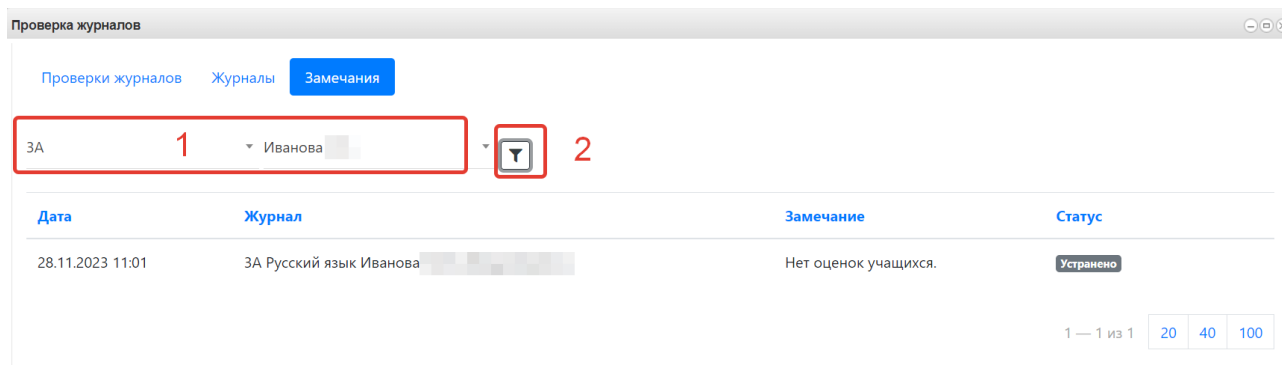 Проверка журналов
Проверки журналов Журналы Замечания
3А 1 Иванова 2
Дата Журнал Замечание Статус
28.11.2023 11:01 3А Русский язык Иванова Нет оценок учащихся. Устранено
1 — 1 из 1 20 40 100